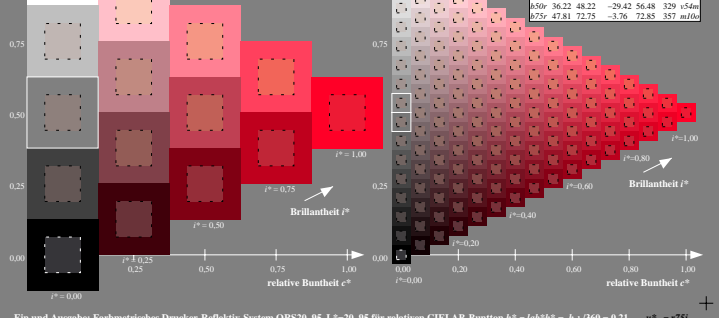 b50r 36.22 48.22 −29.42 56.48 329 v54m
b75r 47.81 72.75 −3.76 72.85 357 m10o
0,75
0,75
0,50
0,50
i* = 1,00
i*=1,00
i*=0,80
0,25
i* = 0,75
0,25
i*=0,60
Brillantheit i*
Brillantheit i*
i* = 0,50
i*=0,40
i*=0,20
0,00
i* = 0,25
0,00
0,25
0,50
0,75
1,00
0,00
0,20
0,40
0,60
0,80
1,00
relative Buntheit c*
i*=0,00
relative Buntheit c*
i* = 0,00